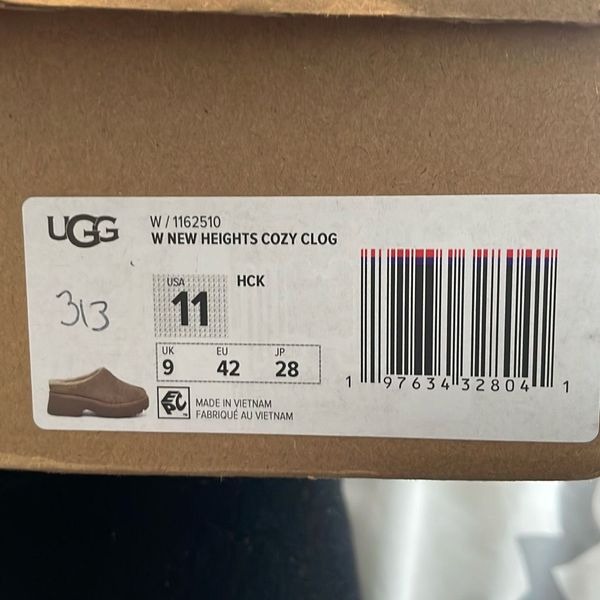 UGG
W / 1162510
W NEW HEIGHTS COZY CLOG
313
USA
11
HCK
UK EU JP
9 42 28
EPC
MADE IN VIETNAM
FABRIQUÉ AU VIETNAM
1 97634 32804 1